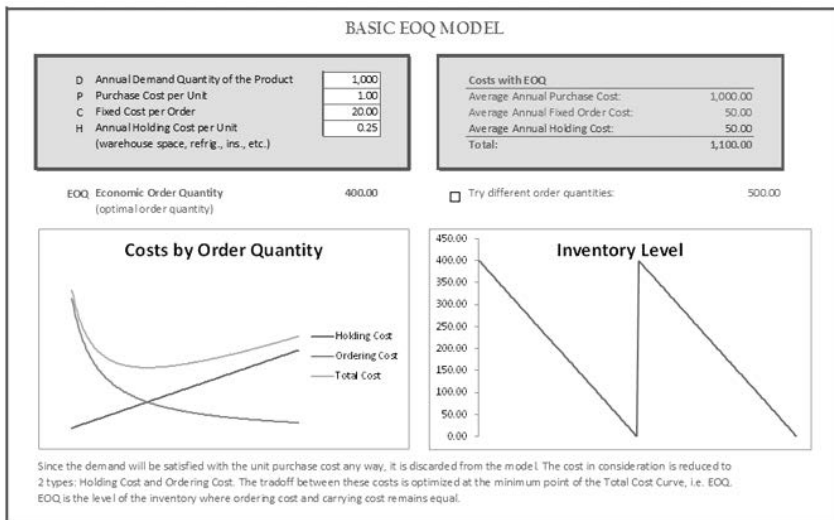 BASIC EOQ MODEL
D Annual Demand Quantity of the Product 1,000
P Purchase Cost per Unit 1.00
C Fixed Cost per Order 20.00
H Annual Holding Cost per Unit 0.25
(warehouse space, refrig., ins., etc.)
Costs with EOQ
Average Annual Purchase Cost: 1,000.00
Average Annual Fixed Order Cost: 50.00
Average Annual Holding Cost: 50.00
Total: 1,100.00
EOQ Economic Order Quantity 400.00
(optimal order quantity)
Try different order quantities: 500.00
Costs by Order Quantity
Holding Cost
Ordering Cost
Total Cost
Inventory Level
450.00
400.00
350.00
300.00
250.00
200.00
150.00
100.00
50.00
0.00
Since the demand will be satisfied with the unit purchase cost any way, it is discarded from the model. The cost in consideration is reduced to
2 types: Holding Cost and Ordering Cost. The tradoff between these costs is optimized at the minimum point of the Total Cost Curve, i.e. EOQ.
EOQ is the level of the inventory where ordering cost and carrying cost remains equal.